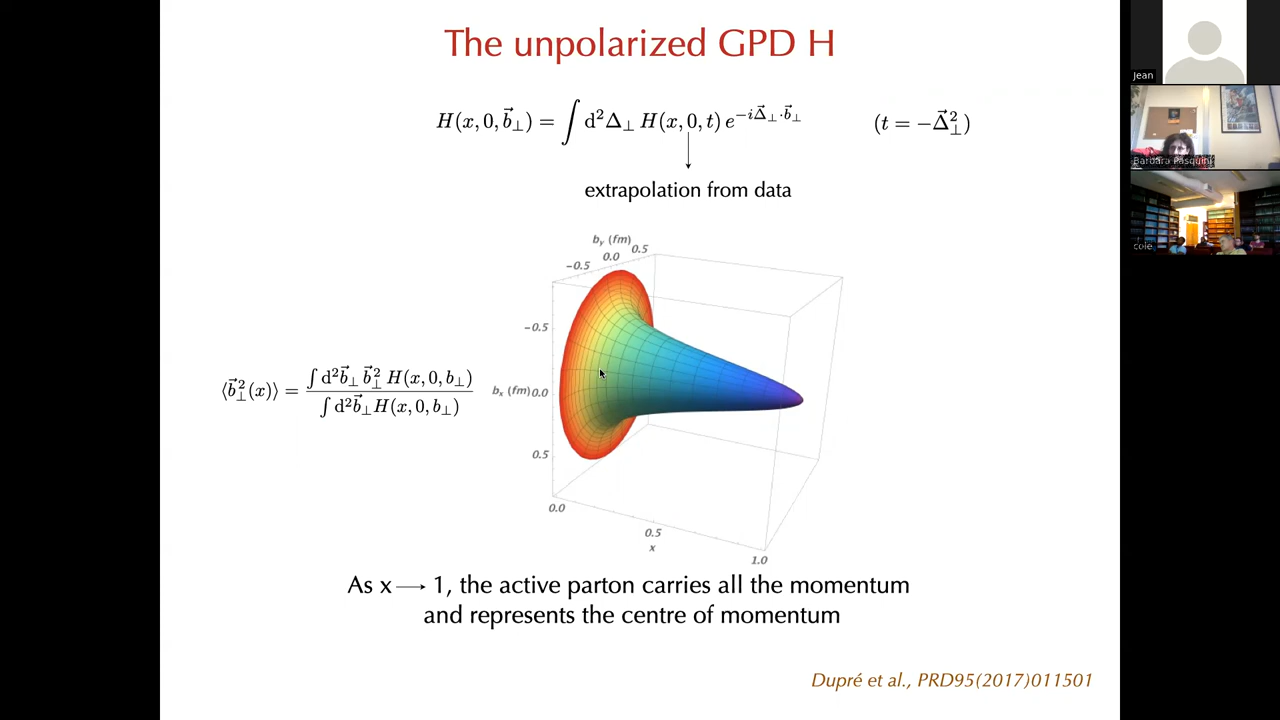 The unpolarized GPD H
H(x, 0, b⃗⊥) = ∫ d²Δ⊥ H(x, 0, t) e^{−iΔ⃗⊥·b⃗⊥} (t = −Δ⃗⊥²)
extrapolation from data
b_y (fm)
−0.5 0.0 0.5
−0.5
⟨b⃗⊥²(x)⟩ = ∫ d²b⃗⊥ b⃗⊥² H(x, 0, b⊥) / ∫ d²b⃗⊥ H(x, 0, b⊥)
b_x (fm) 0.0
0.5
0.0
0.5
x
1.0
As x ⟶ 1, the active parton carries all the momentum
and represents the centre of momentum
Dupré et al., PRD95(2017)011501
Jean
Barbara Pasquini
cole